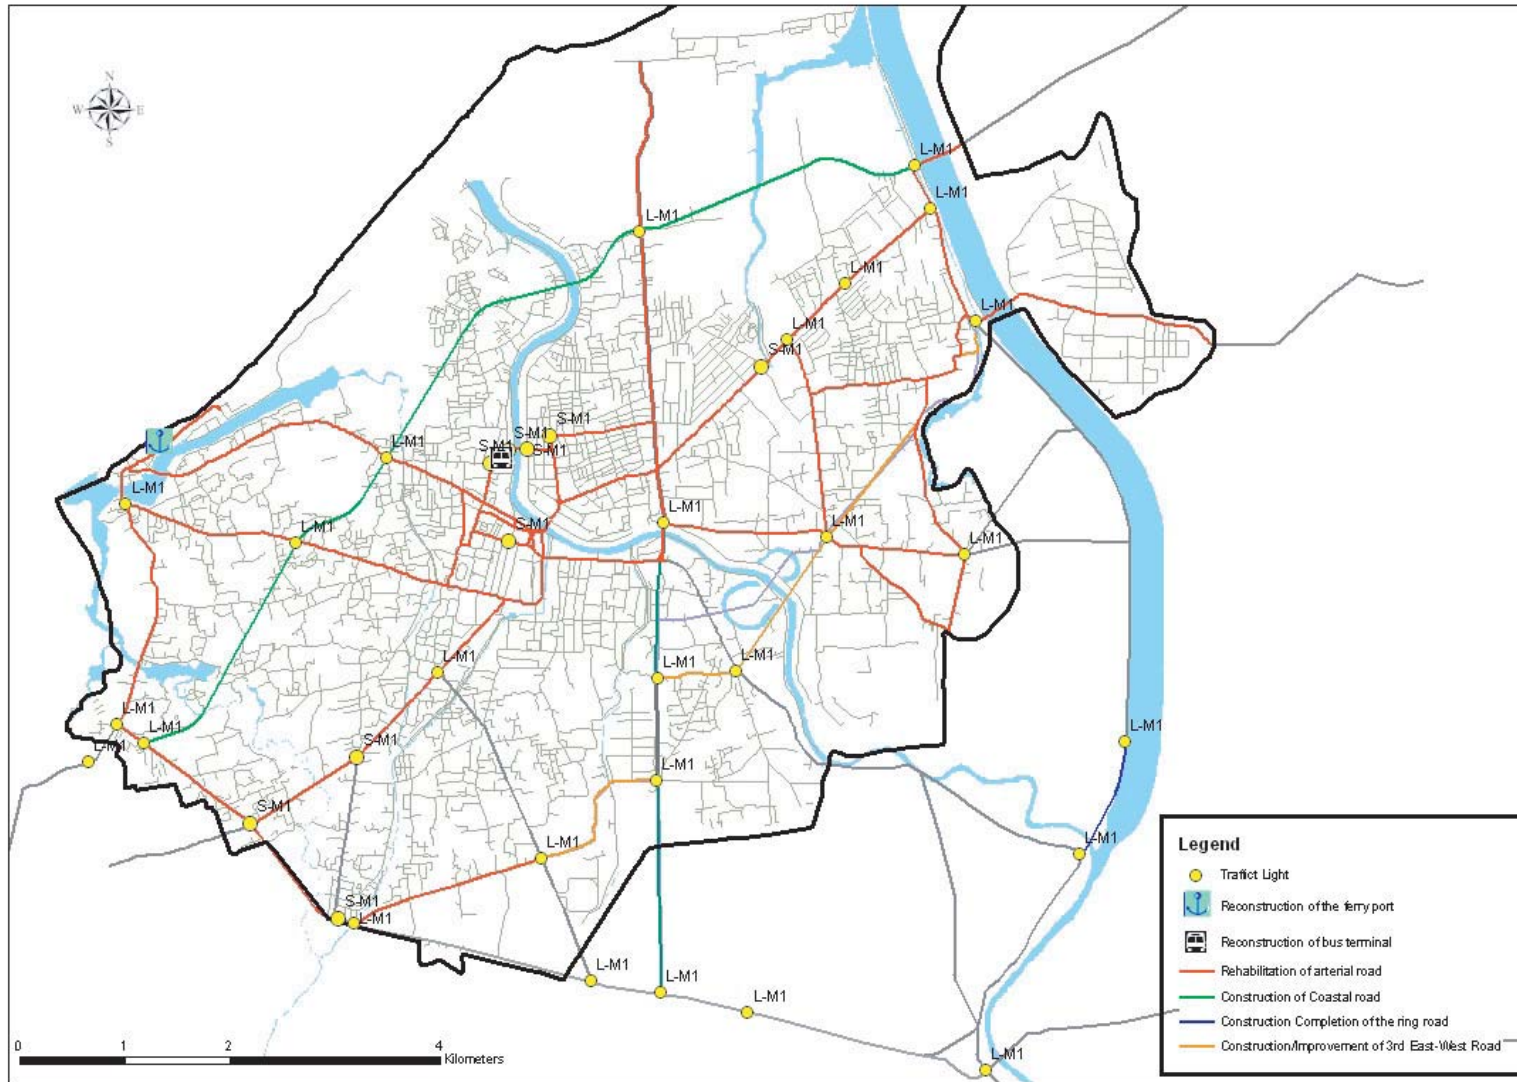 N
W E
S
L-M1
L-M1
L-M1
L-M1
L-M1
L-M1
S-M1
S-M1
S-M1
S-M1
S-M1
L-M1
L-M1
L-M1
S-M1
L-M1
L-M1
L-M1
L-M1
L-M1
L-M1
L-M1
L-M1
L-M1
L-M1
L-M1
S-M1
L-M1
S-M1
L-M1
L-M1
S-M1
L-M1
L-M1
L-M1
L-M1
L-M1
Legend
Traffict Light
Reconstruction of the ferry port
Reconstruction of bus terminal
Rehabilitation of arterial road
Construction of Coastal road
Construction Completion of the ring road
Construction/Improvement of 3rd East-West Road
0 1 2 4
Kilometers